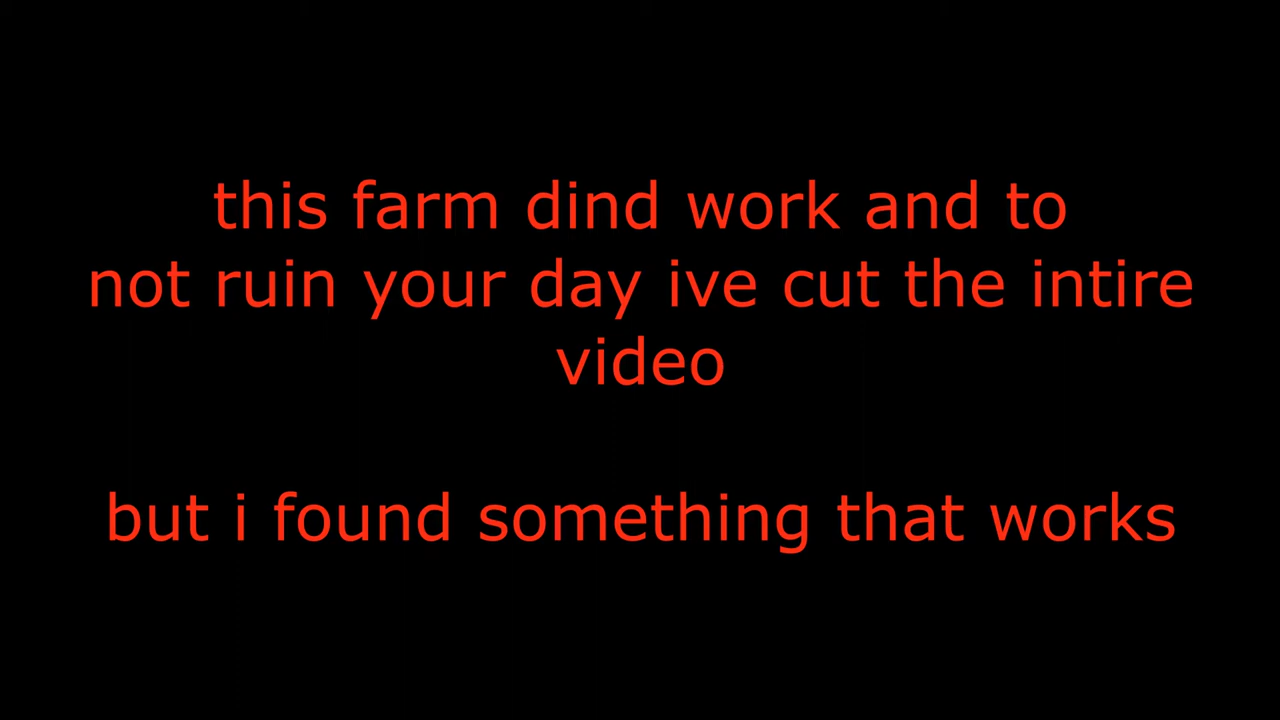 this farm dind work and to
not ruin your day ive cut the intire
video
but i found something that works